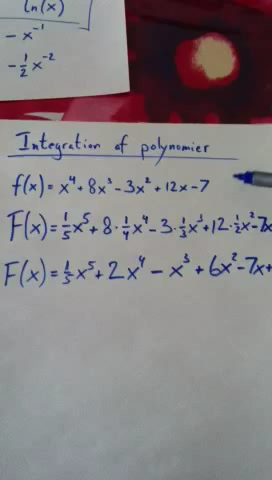 ln(x)
- x⁻¹
- ½x⁻²
Integration of polynomier
f(x) = x⁴ + 8x³ - 3x² + 12x - 7
F(x) = ⅕x⁵ + 8·¼x⁴ - 3·⅓x³ + 12·½x² - 7x
F(x) = ⅕x⁵ + 2x⁴ - x³ + 6x² - 7x +